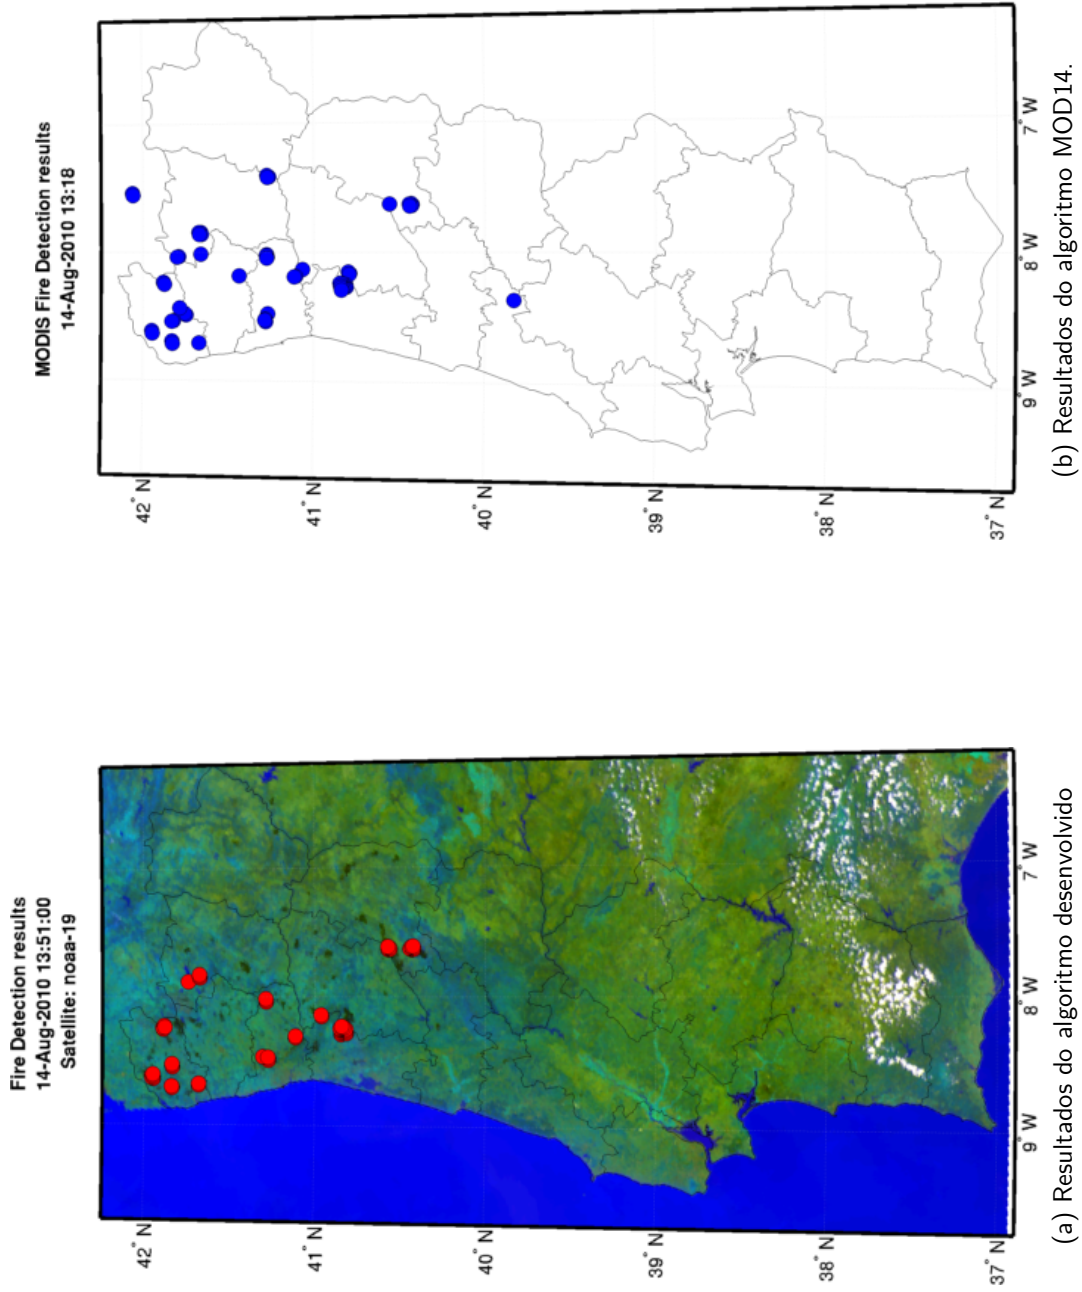 Fire Detection results
14-Aug-2010 13:51:00
Satellite: noaa-19
42° N
41° N
40° N
39° N
38° N
37° N
9° W
8° W
7° W
(a) Resultados do algoritmo desenvolvido
MODIS Fire Detection results
14-Aug-2010 13:18
42° N
41° N
40° N
39° N
38° N
37° N
9° W
8° W
7° W
(b) Resultados do algoritmo MOD14.